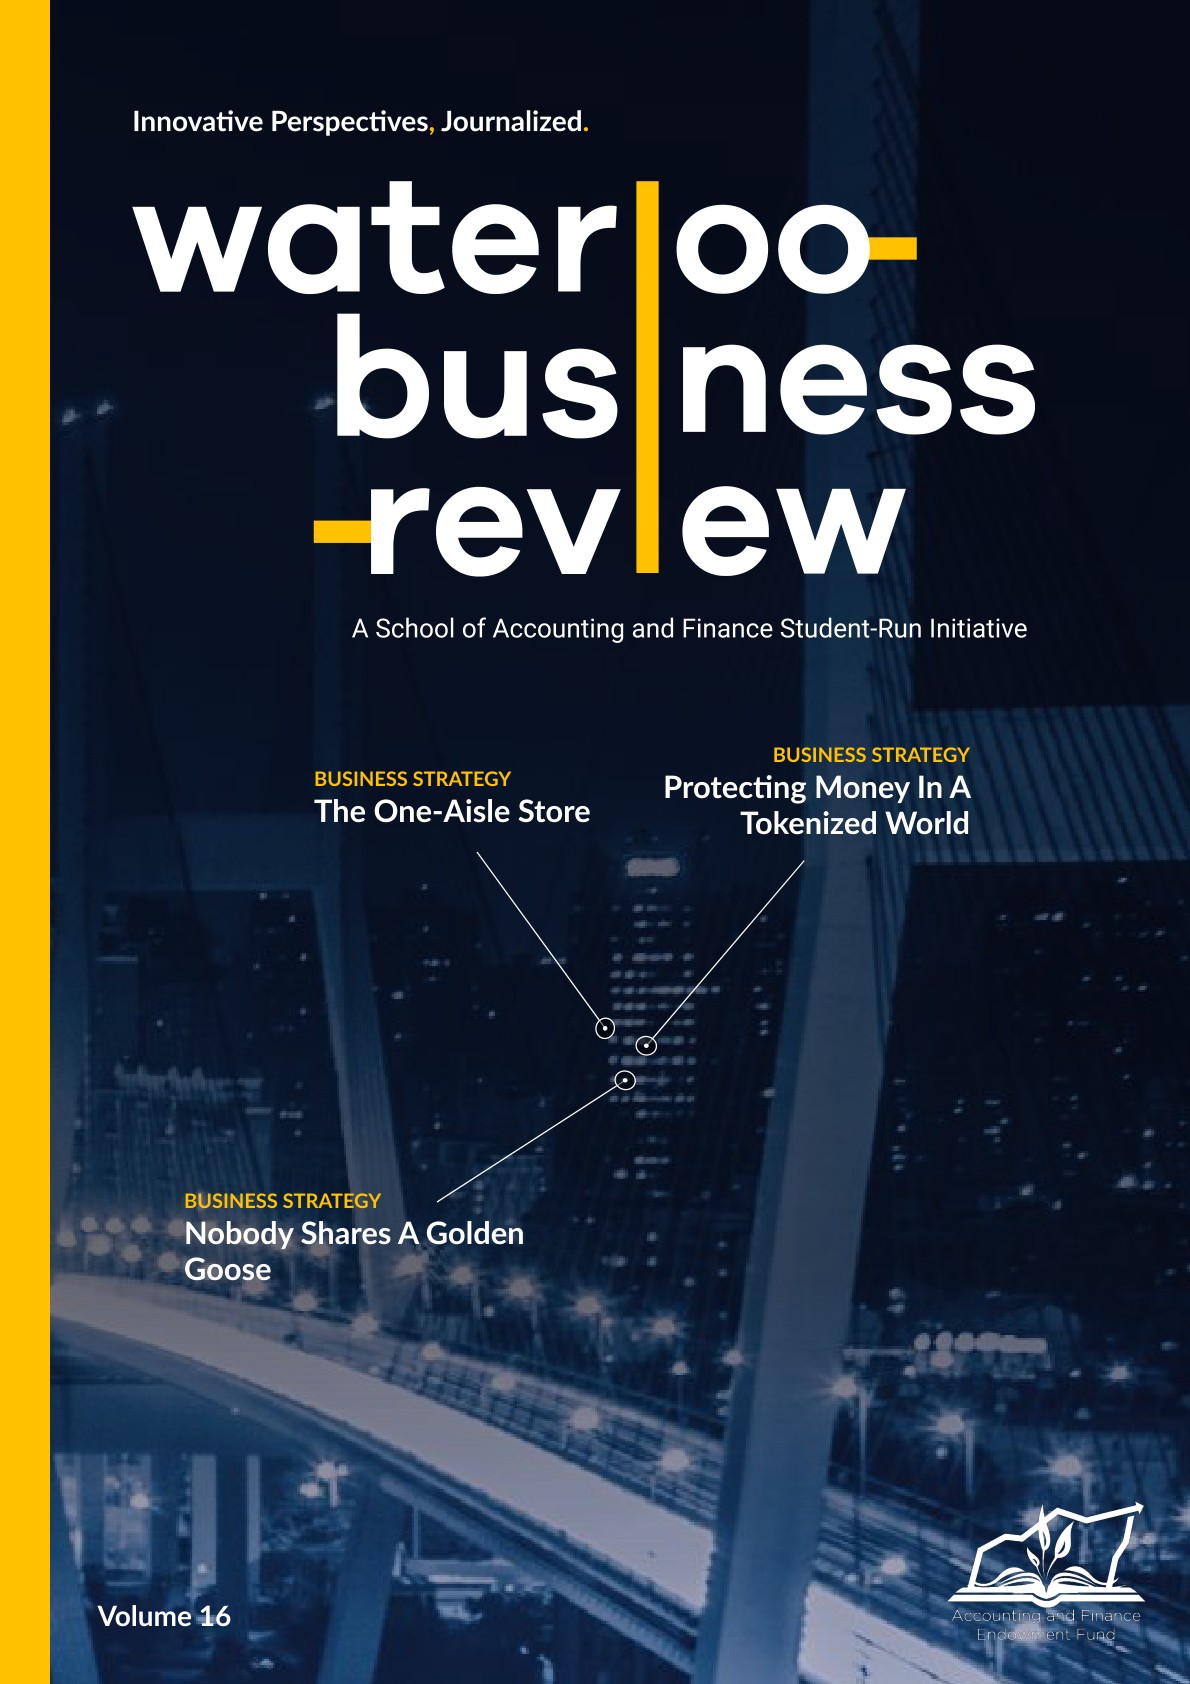 Innovative Perspectives, Journalized.
waterloo
business
review
A School of Accounting and Finance Student-Run Initiative
BUSINESS STRATEGY
The One-Aisle Store
BUSINESS STRATEGY
Protecting Money In A
Tokenized World
BUSINESS STRATEGY
Nobody Shares A Golden
Goose
Volume 16
Accounting and Finance
Endowment Fund